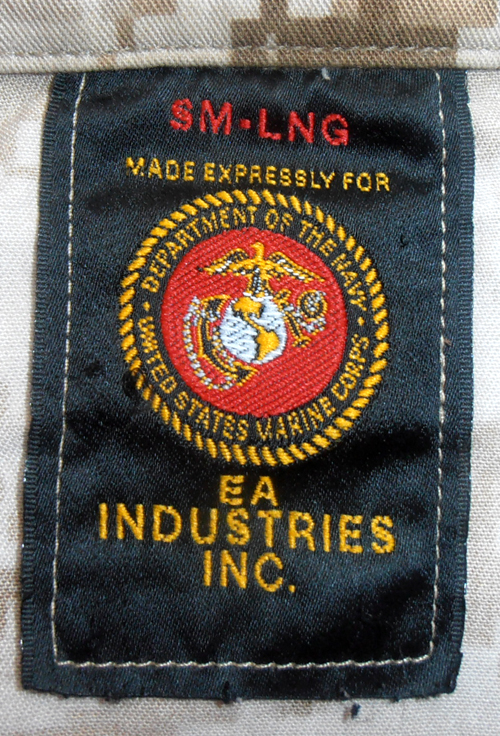 SM-LNG
MADE EXPRESSLY FOR
DEPARTMENT OF THE NAVY
UNITED STATES MARINE CORPS
EA
INDUSTRIES
INC.